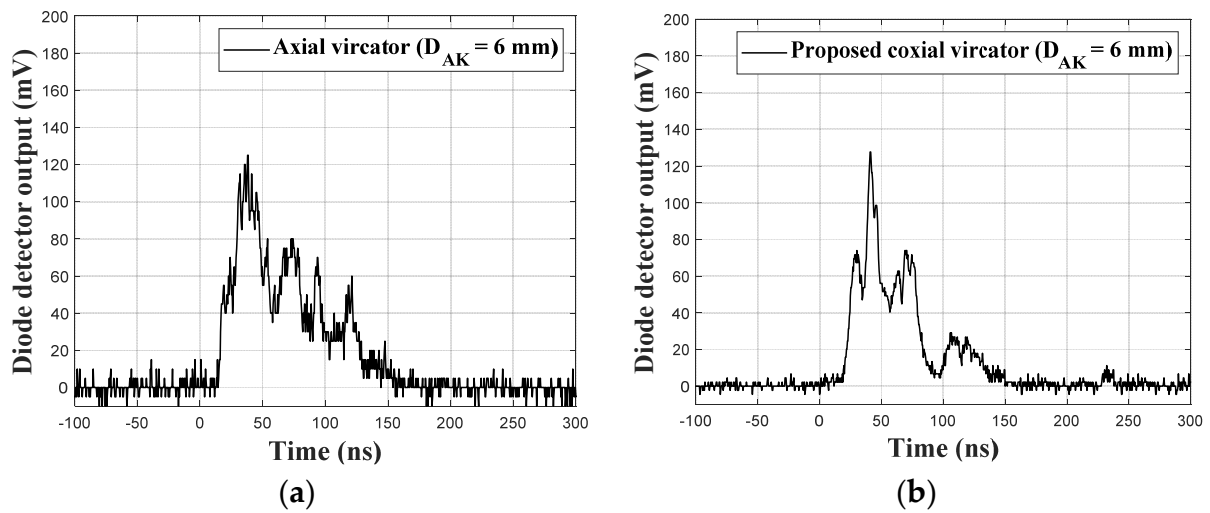 200
180
160
140
120
100
80
60
40
20
0
Diode detector output (mV)
Axial vircator (D_AK = 6 mm)
-100 -50 0 50 100 150 200 250 300
Time (ns)
(a)
200
180
160
140
120
100
80
60
40
20
0
Diode detector output (mV)
Proposed coxial vircator (D_AK = 6 mm)
-100 -50 0 50 100 150 200 250 300
Time (ns)
(b)